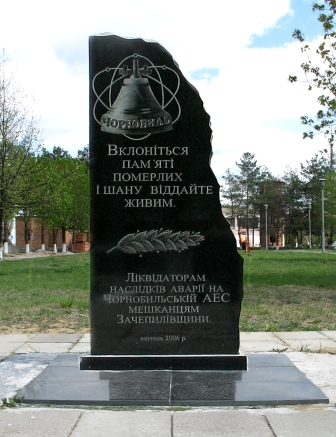 ЧОРНОБИЛЬ
ВКЛОНІТЬСЯ
ПАМ'ЯТІ
ПОМЕРЛИХ
І ШАНУ ВІДДАЙТЕ
ЖИВИМ.
ЛІКВІДАТОРАМ
НАСЛІДКІВ АВАРІЇ НА
ЧОРНОБИЛЬСЬКІЙ АЕС
МЕШКАНЦЯМ
ЗАЧЕПИЛІВЩИНИ
квітень 2006 р.